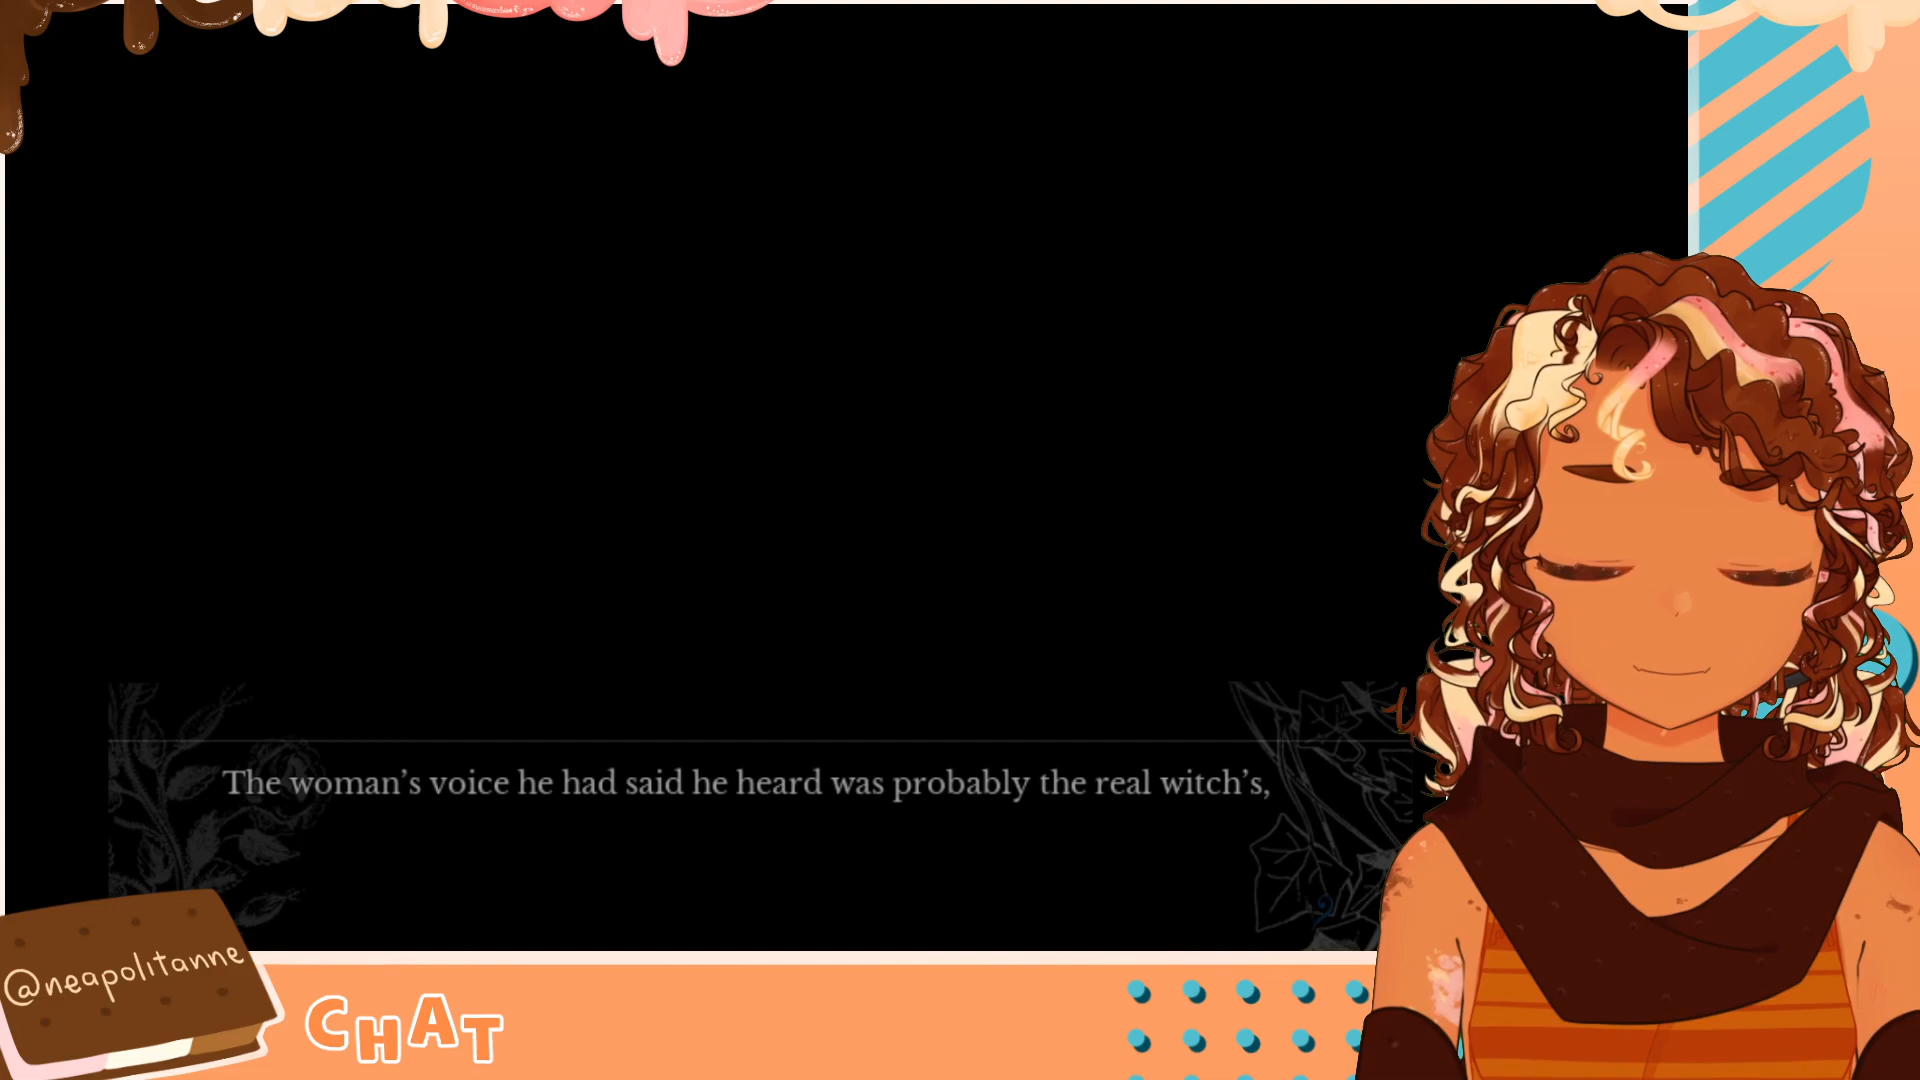 The woman’s voice he had said he heard was probably the real witch’s,
@neapolitanne
CHAT